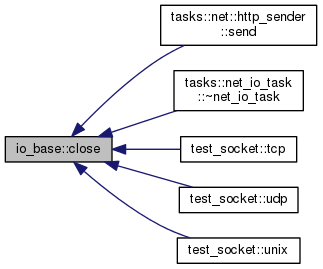 tasks::net::http_sender
::send
tasks::net_io_task
::~net_io_task
io_base::close
test_socket::tcp
test_socket::udp
test_socket::unix